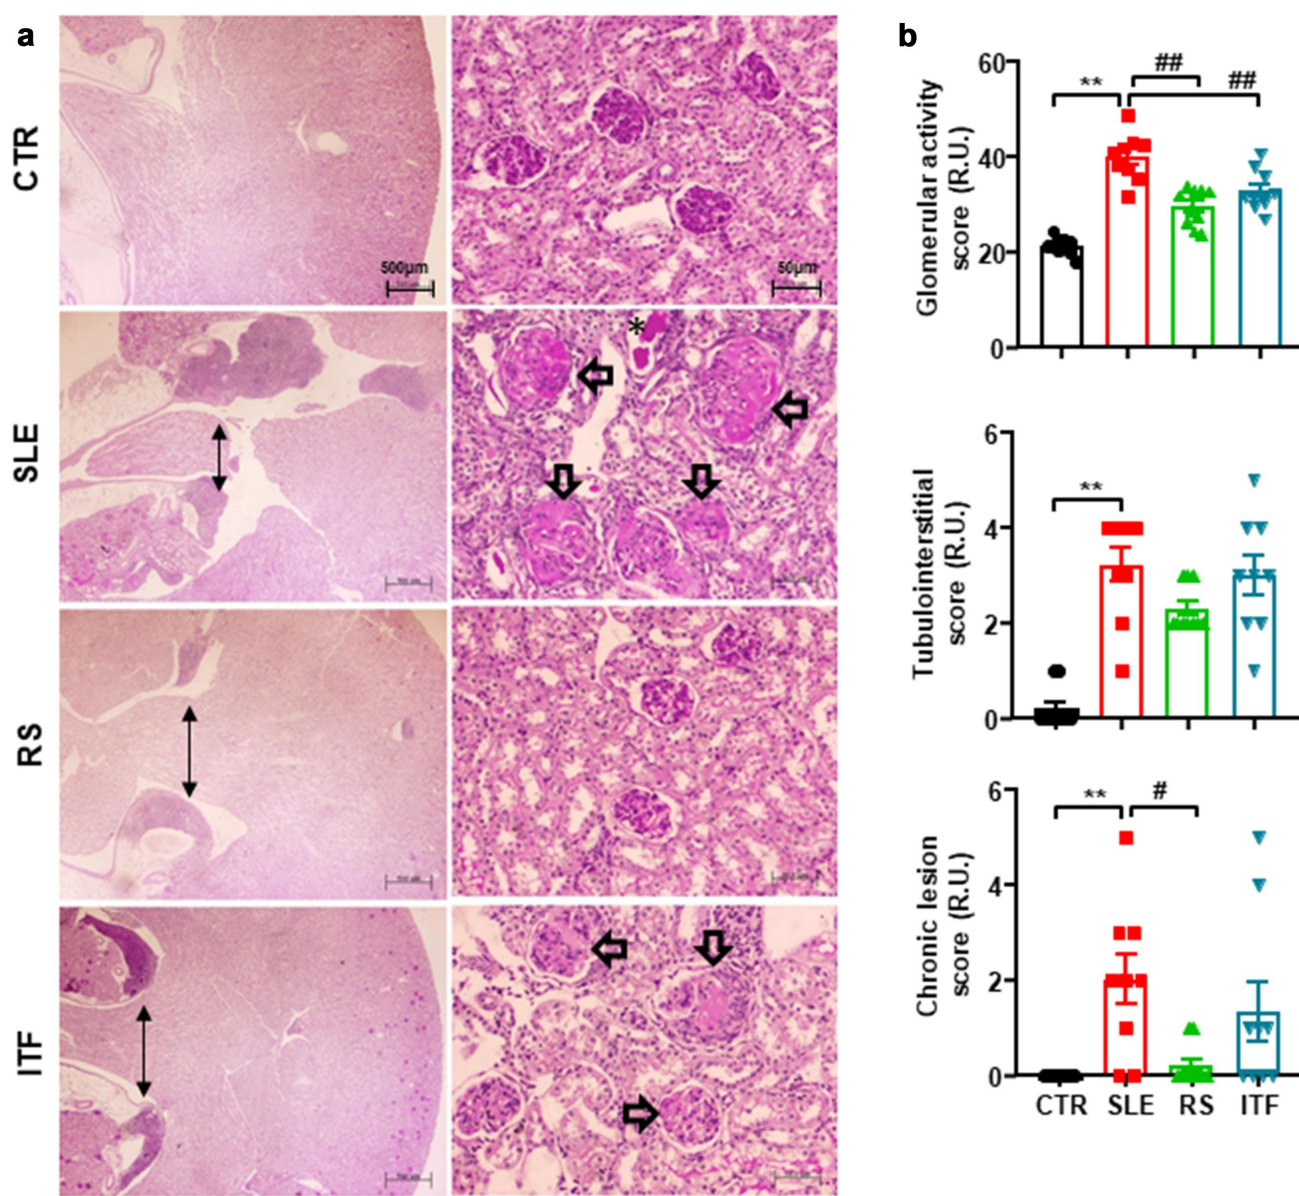 a
CTR
500µm
50µm
SLE
*
RS
ITF
b
Glomerular activity
score (R.U.)
60
40
20
0
**
##
##
Tubulointerstitial
score (R.U.)
6
4
2
0
**
Chronic lesion
score (R.U.)
6
4
2
0
**
#
CTR SLE RS ITF